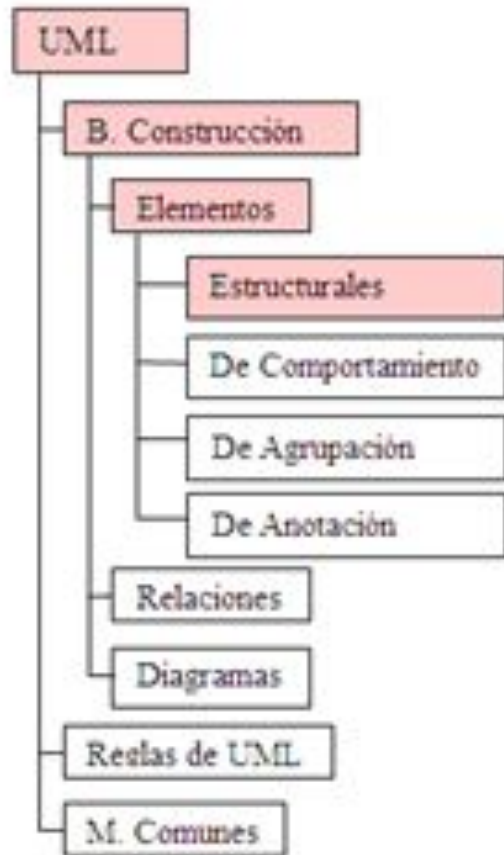 UML
B. Construcción
Elementos
Estructurales
De Comportamiento
De Agrupación
De Anotación
Relaciones
Diagramas
Reglas de UML
M. Comunes